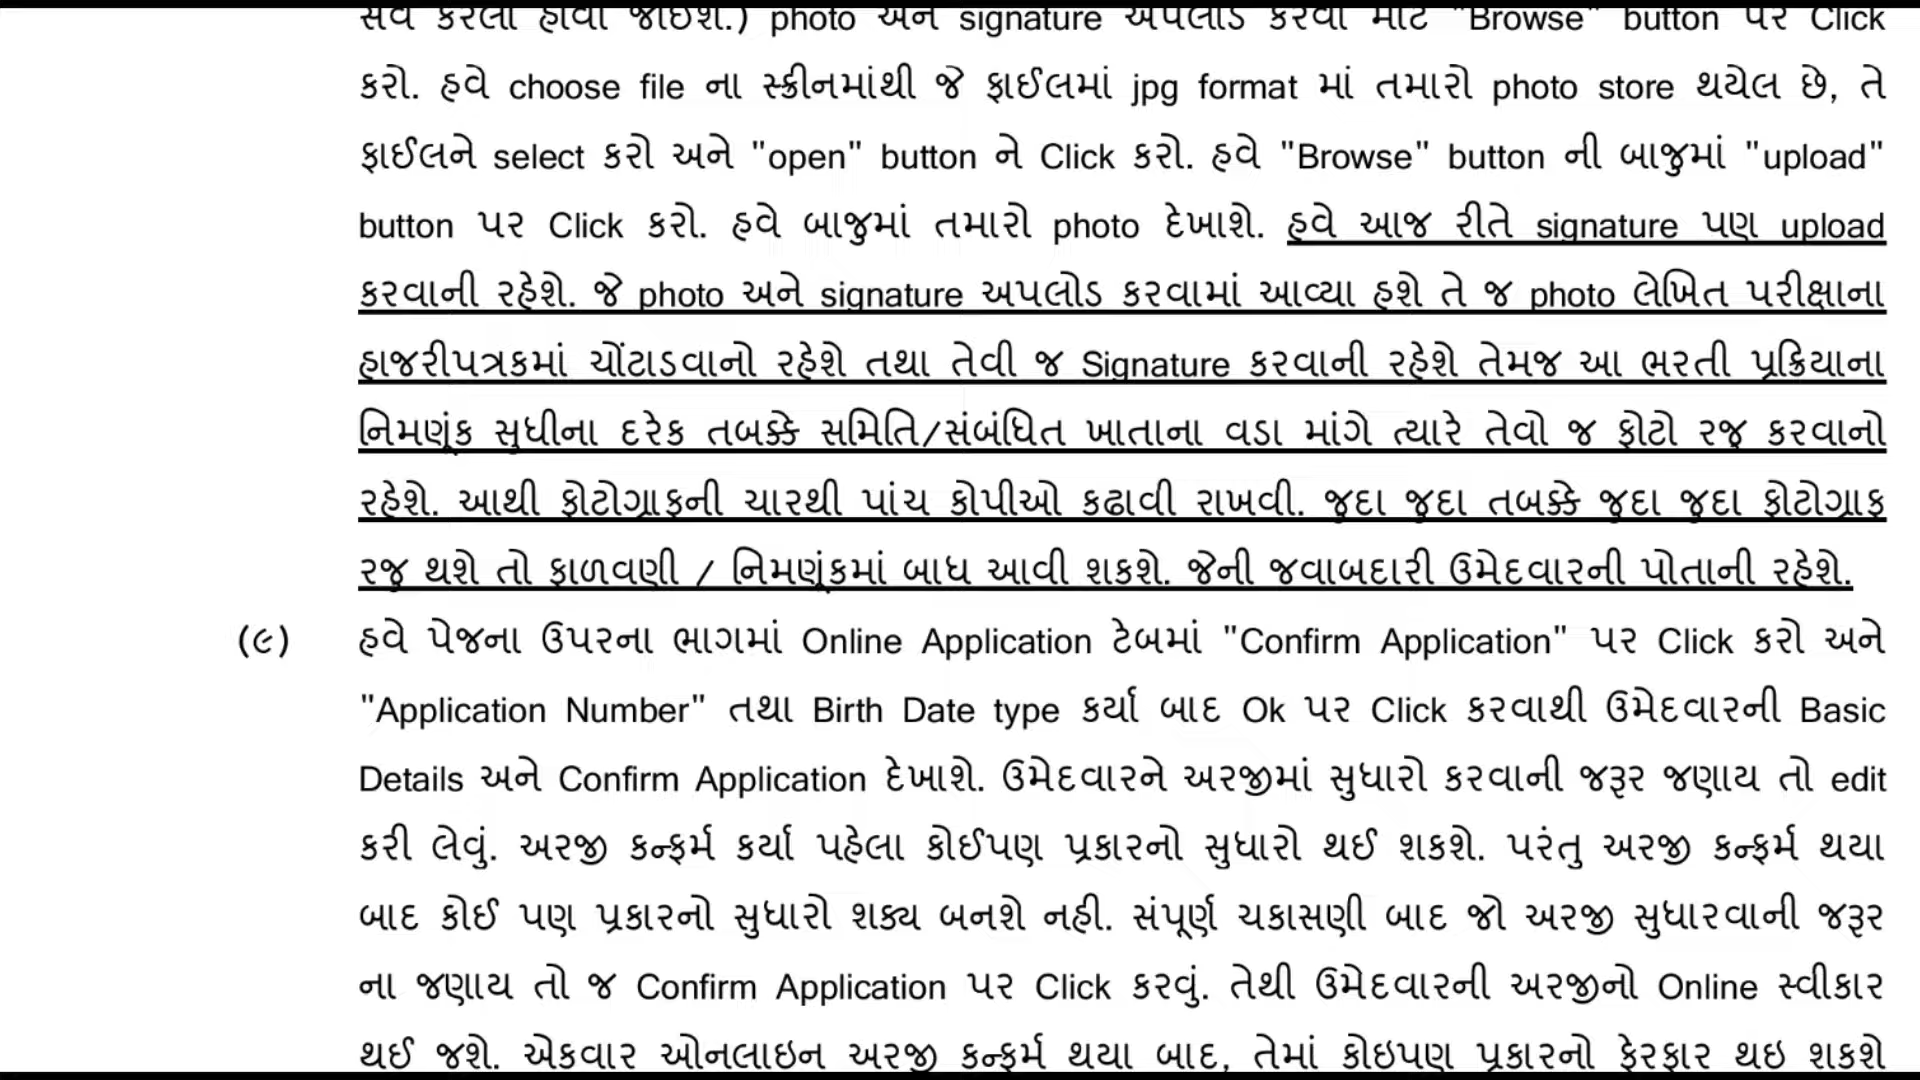 સેવ કરેલા હોવા જોઈશે.) photo અને signature અપલોડ કરવા માટે "Browse" button પર Click
કરો. હવે choose file ના સ્ક્રીનમાંથી જે ફાઈલમાં jpg format માં તમારો photo store થયેલ છે, તે
ફાઈલને select કરો અને "open" button ને Click કરો. હવે "Browse" button ની બાજુમાં "upload"
button પર Click કરો. હવે બાજુમાં તમારો photo દેખાશે. હવે આજ રીતે signature પણ upload
કરવાની રહેશે. જે photo અને signature અપલોડ કરવામાં આવ્યા હશે તે જ photo લેખિત પરીક્ષાના
હાજરીપત્રકમાં ચોંટાડવાનો રહેશે તથા તેવી જ Signature કરવાની રહેશે તેમજ આ ભરતી પ્રક્રિયાના
નિમણૂંક સુધીના દરેક તબક્કે સમિતિ/સંબંધિત ખાતાના વડા માંગે ત્યારે તેવો જ ફોટો રજૂ કરવાનો
રહેશે. આથી ફોટોગ્રાફની ચારથી પાંચ કોપીઓ કઢાવી રાખવી. જુદા જુદા તબક્કે જુદા જુદા ફોટોગ્રાફ
રજૂ થશે તો ફાળવણી / નિમણૂંકમાં બાધ આવી શકશે. જેની જવાબદારી ઉમેદવારની પોતાની રહેશે.
(૯) હવે પેજના ઉપરના ભાગમાં Online Application ટેબમાં "Confirm Application" પર Click કરો અને
"Application Number" તથા Birth Date type કર્યા બાદ Ok પર Click કરવાથી ઉમેદવારની Basic
Details અને Confirm Application દેખાશે. ઉમેદવારને અરજીમાં સુધારો કરવાની જરૂર જણાય તો edit
કરી લેવું. અરજી કન્ફર્મ કર્યા પહેલા કોઈપણ પ્રકારનો સુધારો થઈ શકશે. પરંતુ અરજી કન્ફર્મ થયા
બાદ કોઈ પણ પ્રકારનો સુધારો શક્ય બનશે નહી. સંપૂર્ણ ચકાસણી બાદ જો અરજી સુધારવાની જરૂર
ના જણાય તો જ Confirm Application પર Click કરવું. તેથી ઉમેદવારની અરજીનો Online સ્વીકાર
થઈ જશે. એકવાર ઓનલાઇન અરજી કન્ફર્મ થયા બાદ, તેમાં કોઇપણ પ્રકારનો ફેરફાર થઇ શકશે